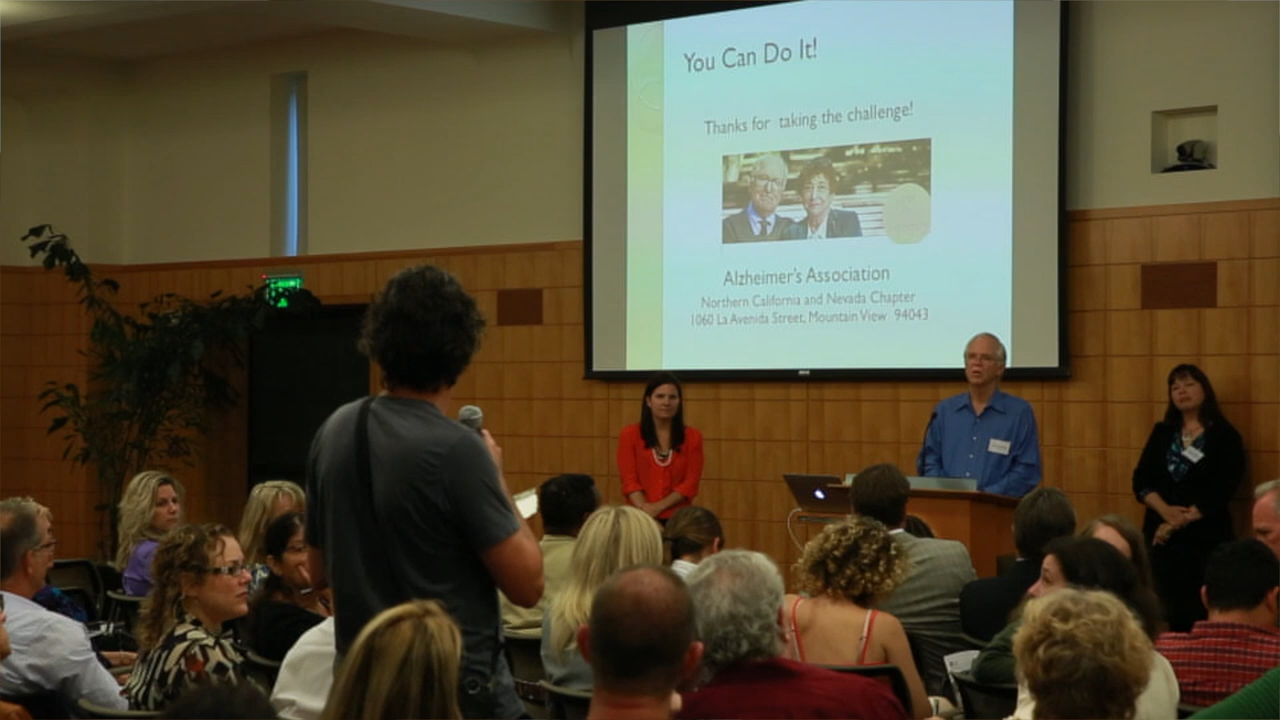 You Can Do It!
Thanks for taking the challenge!
Alzheimer's Association
Northern California and Nevada Chapter
1060 La Avenida Street, Mountain View 94043